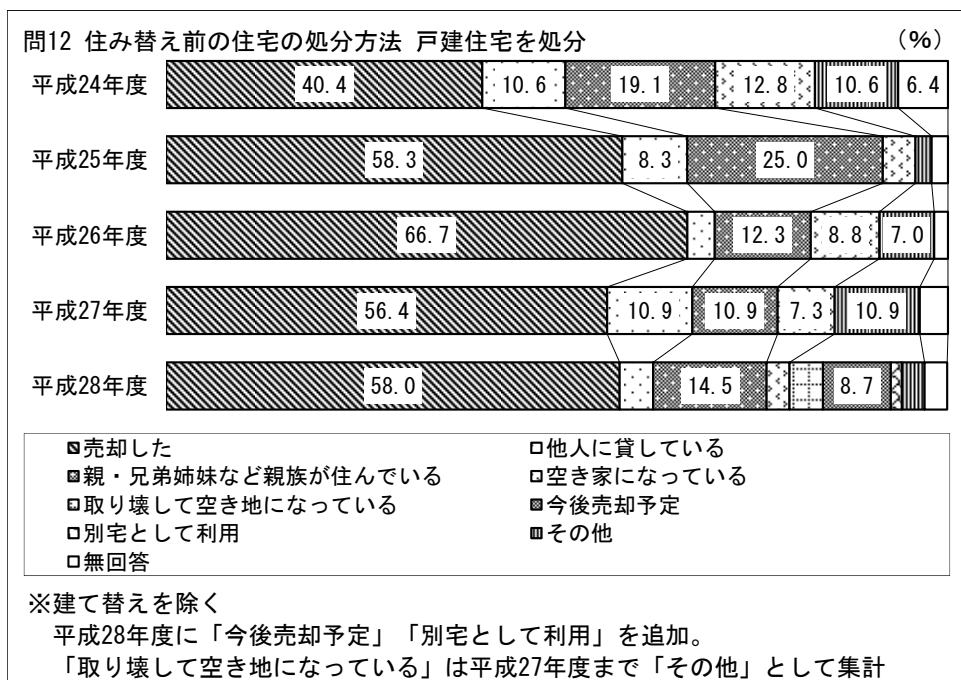 問12 住み替え前の住宅の処分方法 戸建住宅を処分 (%)
平成24年度 40.4 10.6 19.1 12.8 10.6 6.4
平成25年度 58.3 8.3 25.0
平成26年度 66.7 12.3 8.8 7.0
平成27年度 56.4 10.9 10.9 7.3 10.9
平成28年度 58.0 14.5 8.7
売却した 他人に貸している
親・兄弟姉妹など親族が住んでいる 空き家になっている
取り壊して空き地になっている 今後売却予定
別宅として利用 その他
無回答
※建て替えを除く
平成28年度に「今後売却予定」「別宅として利用」を追加。
「取り壊して空き地になっている」は平成27年度まで「その他」として集計